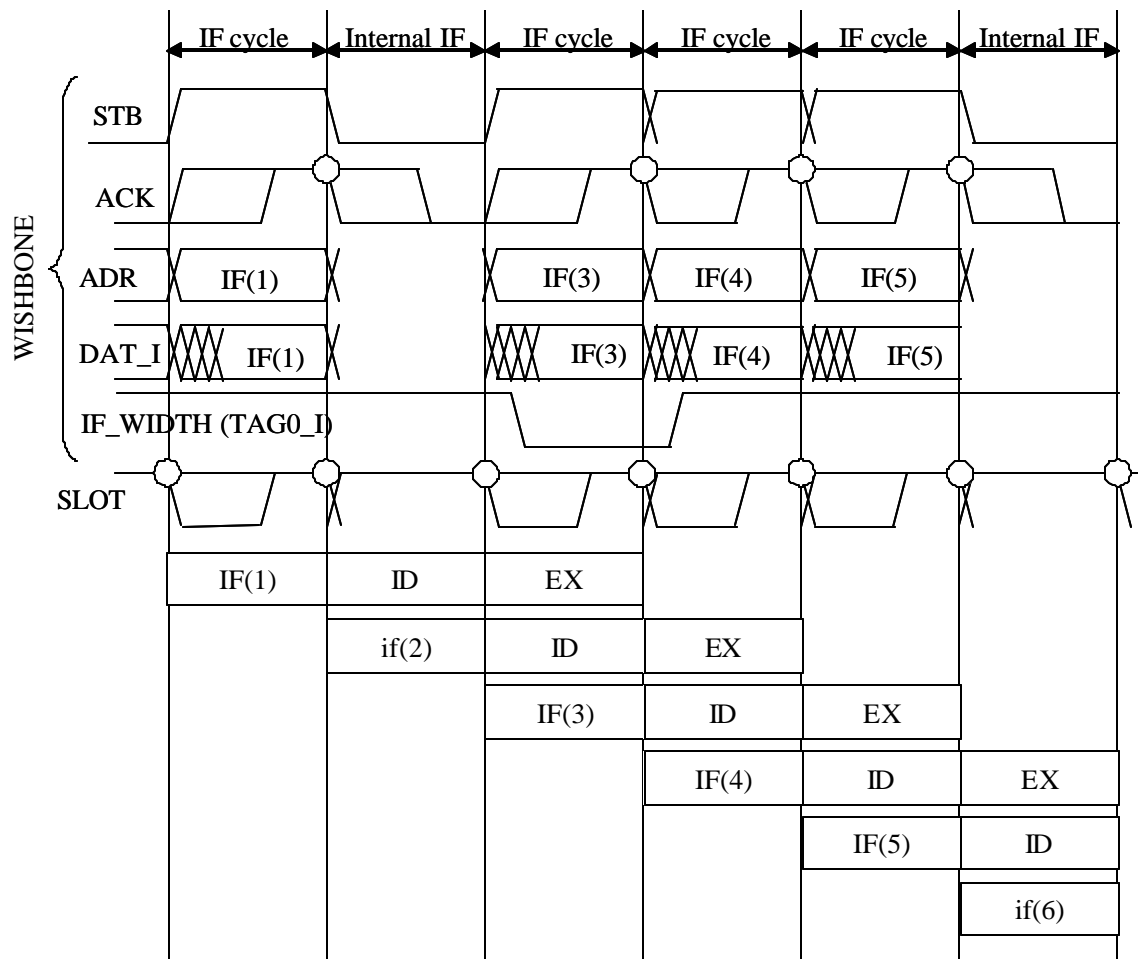 IF cycle Internal IF IF cycle IF cycle IF cycle Internal IF
WISHBONE
STB
ACK
ADR IF(1) IF(3) IF(4) IF(5)
DAT_I IF(1) IF(3) IF(4) IF(5)
IF_WIDTH (TAG0_I)
SLOT
IF(1) ID EX
if(2) ID EX
IF(3) ID EX
IF(4) ID EX
IF(5) ID
if(6)